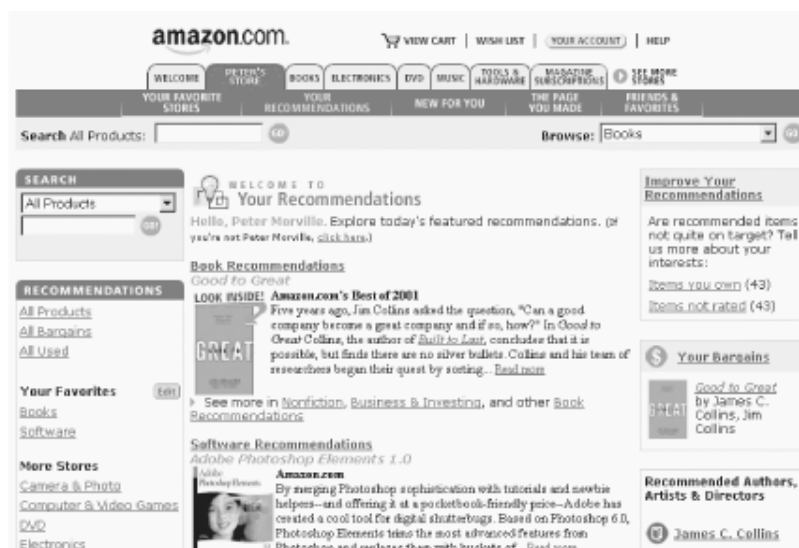 amazon.com.
VIEW CART | WISH LIST | YOUR ACCOUNT | HELP
WELCOME
PETER'S STORE
BOOKS
ELECTRONICS
DVD
MUSIC
TOOLS & HARDWARE
MAGAZINE SUBSCRIPTIONS
SEE MORE STORES
YOUR FAVORITE STORES
YOUR RECOMMENDATIONS
NEW FOR YOU
THE PAGE YOU MADE
FRIENDS & FAVORITES
Search All Products: GO
Browse: Books GO
SEARCH
All Products
GO!
RECOMMENDATIONS
All Products
All Bargains
All Used
Your Favorites Edit
Books
Software
More Stores
Camera & Photo
Computer & Video Games
DVD
Electronics
WELCOME TO
Your Recommendations
Hello, Peter Morville. Explore today's featured recommendations. (If
you're not Peter Morville, click here.)
Book Recommendations
Good to Great
LOOK INSIDE!
GREAT
Amazon.com's Best of 2001
Five years ago, Jim Collins asked the question, "Can a good
company become a great company and if so, how?" In Good to
Great Collins, the author of Built to Last, concludes that it is
possible, but finds there are no silver bullets. Collins and his team of
researchers began their quest by sorting... Read more
See more in Nonfiction, Business & Investing, and other Book
Recommendations
Software Recommendations
Adobe Photoshop Elements 1.0
Adobe
Photoshop Elements
Amazon.com
By merging Photoshop sophistication with tutorials and newbie
helpers--and offering it at a pocketbook-friendly price--Adobe has
created a cool tool for digital shutterbugs. Based on Photoshop 6.0,
Photoshop Elements trims the most advanced features from
Photoshop and replaces them with buckets of... Read more
Improve Your
Recommendations
Are recommended items
not quite on target? Tell
us more about your
interests:
Items you own (43)
Items not rated (43)
Your Bargains
GREAT
Good to Great
by James C.
Collins, Jim
Collins
Recommended Authors,
Artists & Directors
James C. Collins